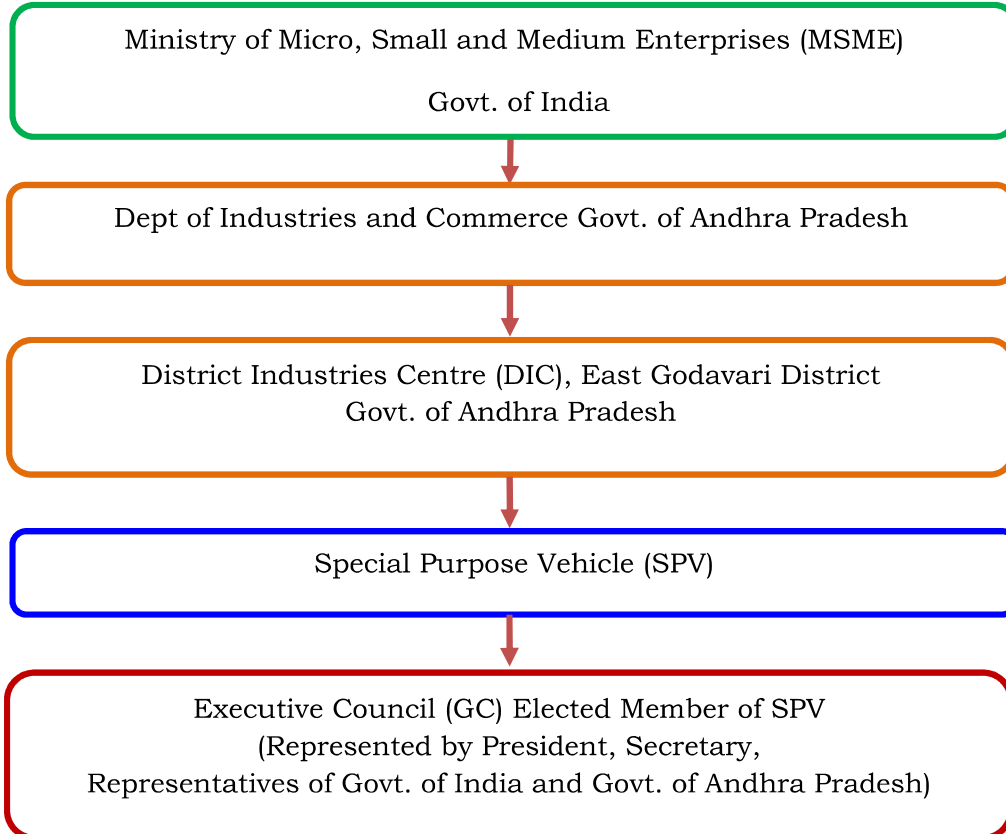 Ministry of Micro, Small and Medium Enterprises (MSME)
Govt. of India
Dept of Industries and Commerce Govt. of Andhra Pradesh
District Industries Centre (DIC), East Godavari District
Govt. of Andhra Pradesh
Special Purpose Vehicle (SPV)
Executive Council (GC) Elected Member of SPV
(Represented by President, Secretary,
Representatives of Govt. of India and Govt. of Andhra Pradesh)